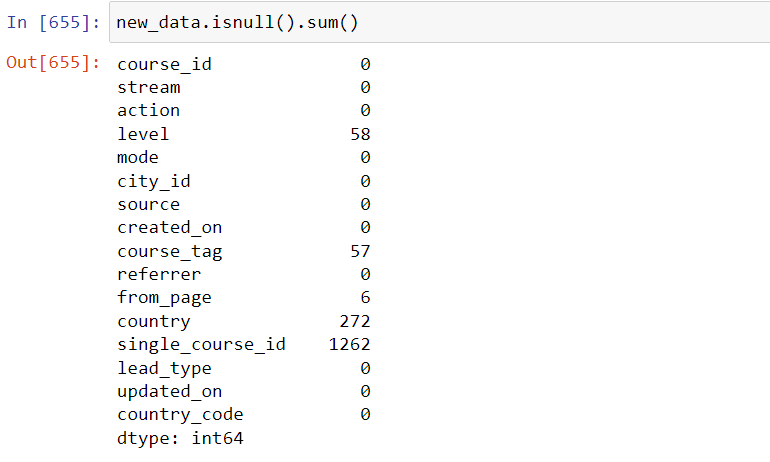 In [655]: new_data.isnull().sum()
Out[655]: course_id 0
stream 0
action 0
level 58
mode 0
city_id 0
source 0
created_on 0
course_tag 57
referrer 0
from_page 6
country 272
single_course_id 1262
lead_type 0
updated_on 0
country_code 0
dtype: int64